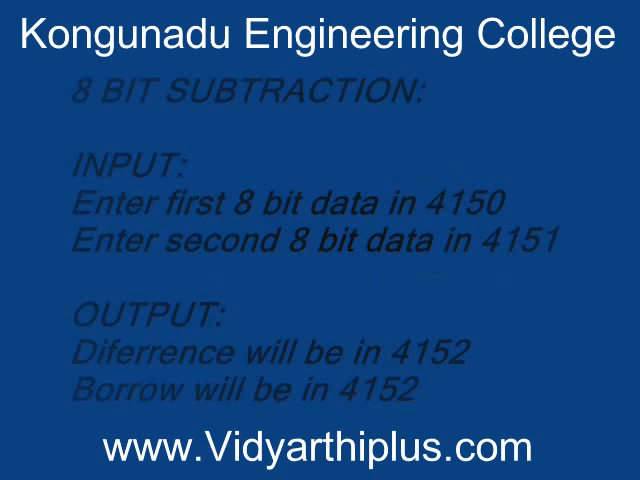 Kongunadu Engineering College
8 BIT SUBTRACTION:
INPUT:
Enter first 8 bit data in 4150
Enter second 8 bit data in 4151
OUTPUT:
Diferrence will be in 4152
Borrow will be in 4152
www.Vidyarthiplus.com